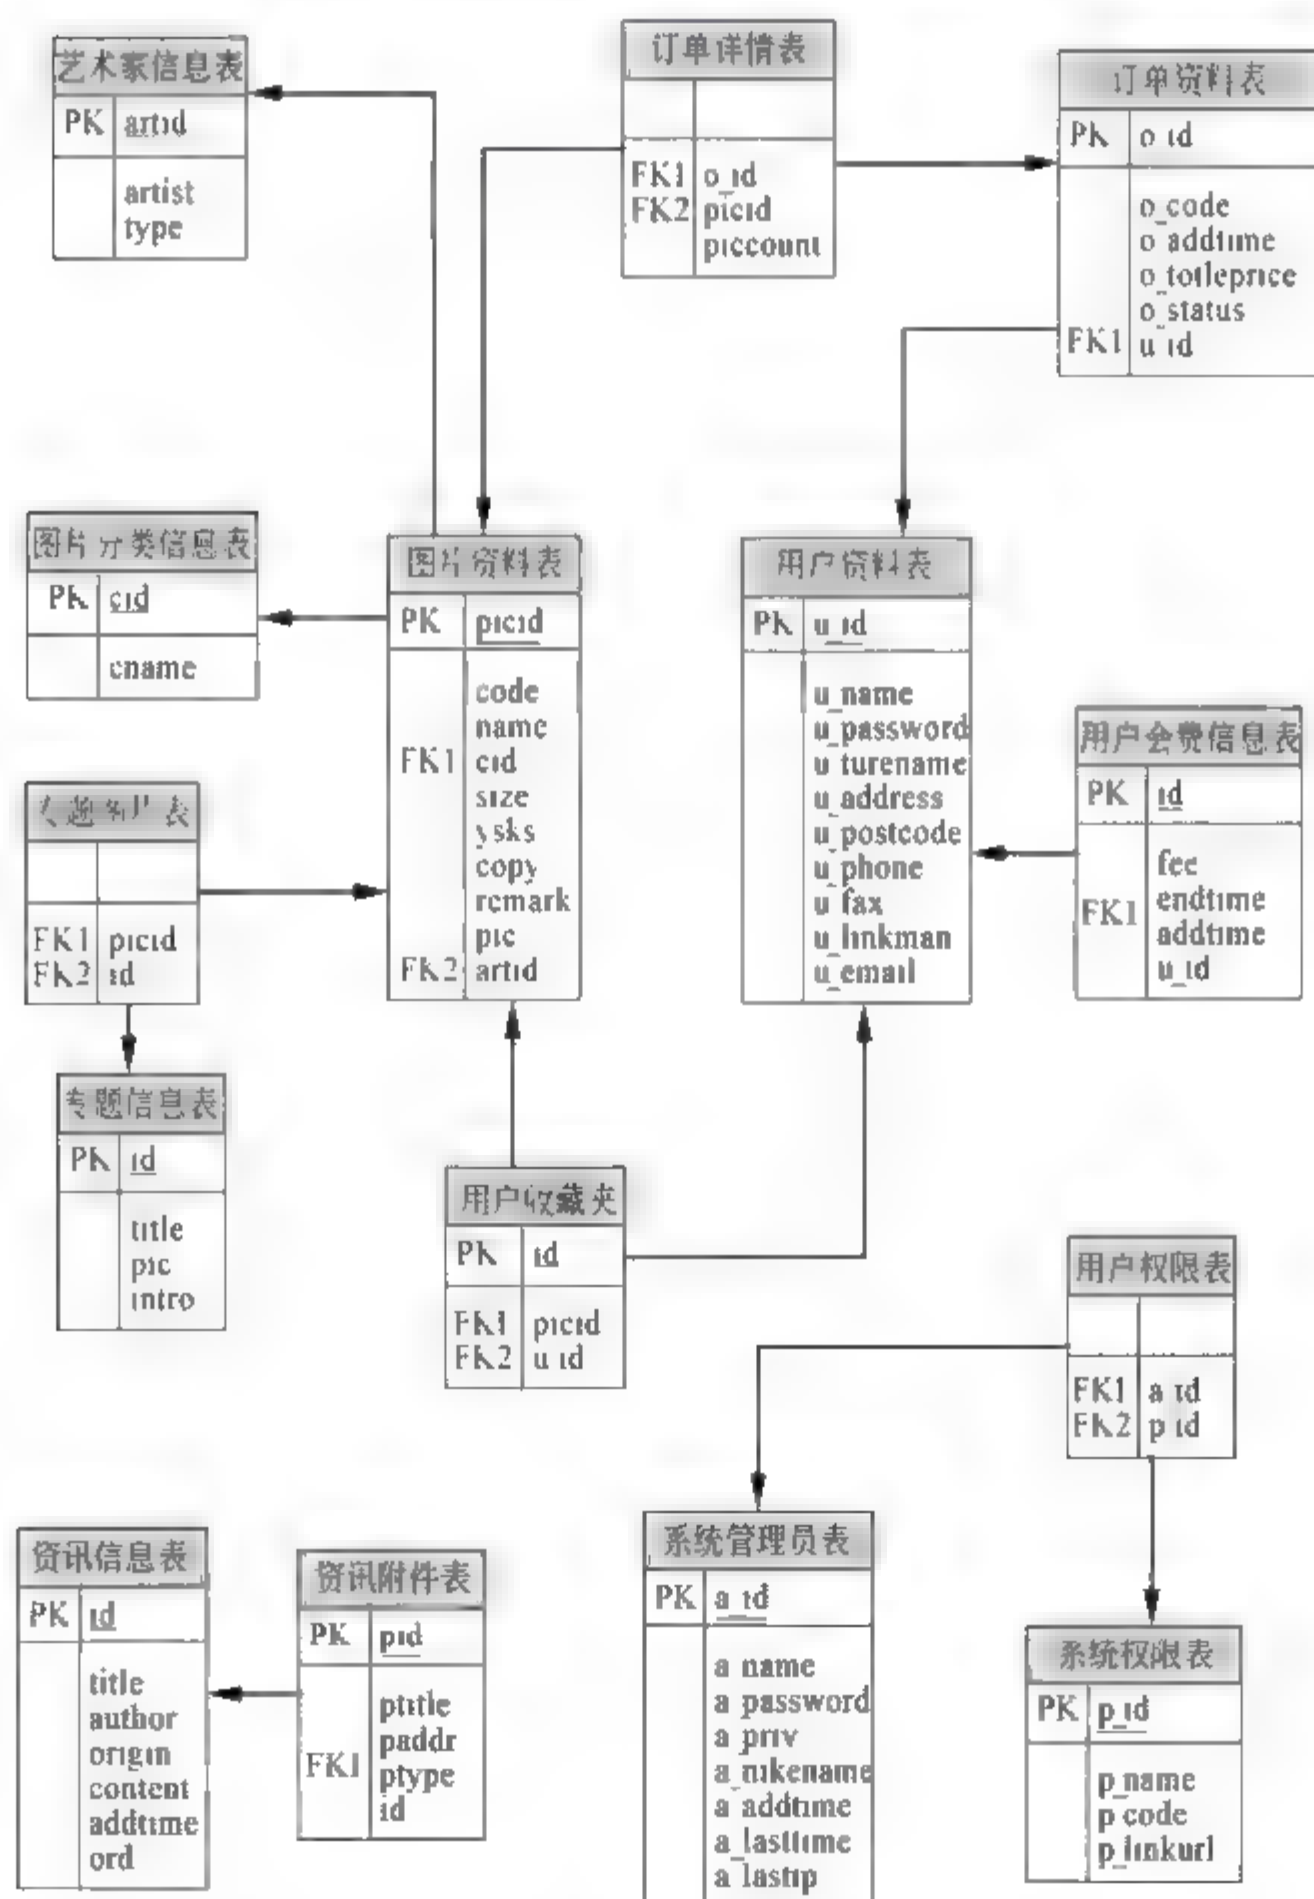 艺术家信息表
PK artid
artist
type
订单详情表
FK1 o_id
FK2 picid
piccount
订单资料表
PK o_id
o_code
o_addtime
o_totleprice
o_status
FK1 u_id
图片分类信息表
PK cid
cname
图片资料表
PK picid
code
name
FK1 cid
size
ysks
copy
remark
pic
FK2 artid
用户资料表
PK u_id
u_name
u_password
u_turename
u_address
u_postcode
u_phone
u_fax
u_linkman
u_email
用户会费信息表
PK id
fee
endtime
FK1 addtime
u_id
专题图片表
FK1 picid
FK2 id
专题信息表
PK id
title
pic
intro
用户收藏夹
PK id
FK1 picid
FK2 u_id
用户权限表
FK1 a_id
FK2 p_id
资讯信息表
PK id
title
author
origin
content
addtime
ord
资讯附件表
PK pid
ptitle
paddr
FK1 ptype
id
系统管理员表
PK a_id
a_name
a_password
a_priv
a_nikename
a_addtime
a_lasttime
a_lastip
系统权限表
PK p_id
p_name
p_code
p_linkurl